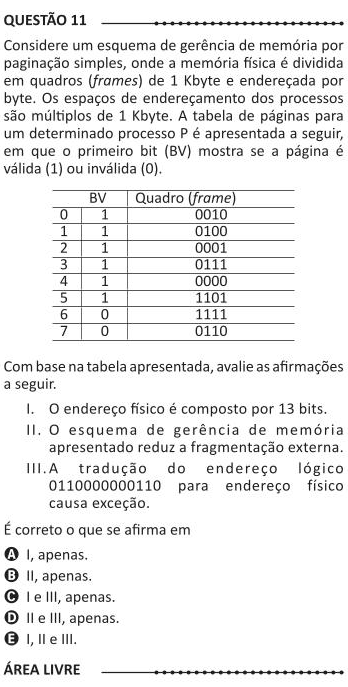 QUESTÃO 11
Considere um esquema de gerência de memória por
paginação simples, onde a memória física é dividida
em quadros (frames) de 1 Kbyte e endereçada por
byte. Os espaços de endereçamento dos processos
são múltiplos de 1 Kbyte. A tabela de páginas para
um determinado processo P é apresentada a seguir,
em que o primeiro bit (BV) mostra se a página é
válida (1) ou inválida (0).
BV Quadro (frame)
0 1 0010
1 1 0100
2 1 0001
3 1 0111
4 1 0000
5 1 1101
6 0 1111
7 0 0110
Com base na tabela apresentada, avalie as afirmações
a seguir.
I. O endereço físico é composto por 13 bits.
II. O esquema de gerência de memória
apresentado reduz a fragmentação externa.
III. A tradução do endereço lógico
0110000000110 para endereço físico
causa exceção.
É correto o que se afirma em
A I, apenas.
B II, apenas.
C I e III, apenas.
D II e III, apenas.
E I, II e III.
ÁREA LIVRE